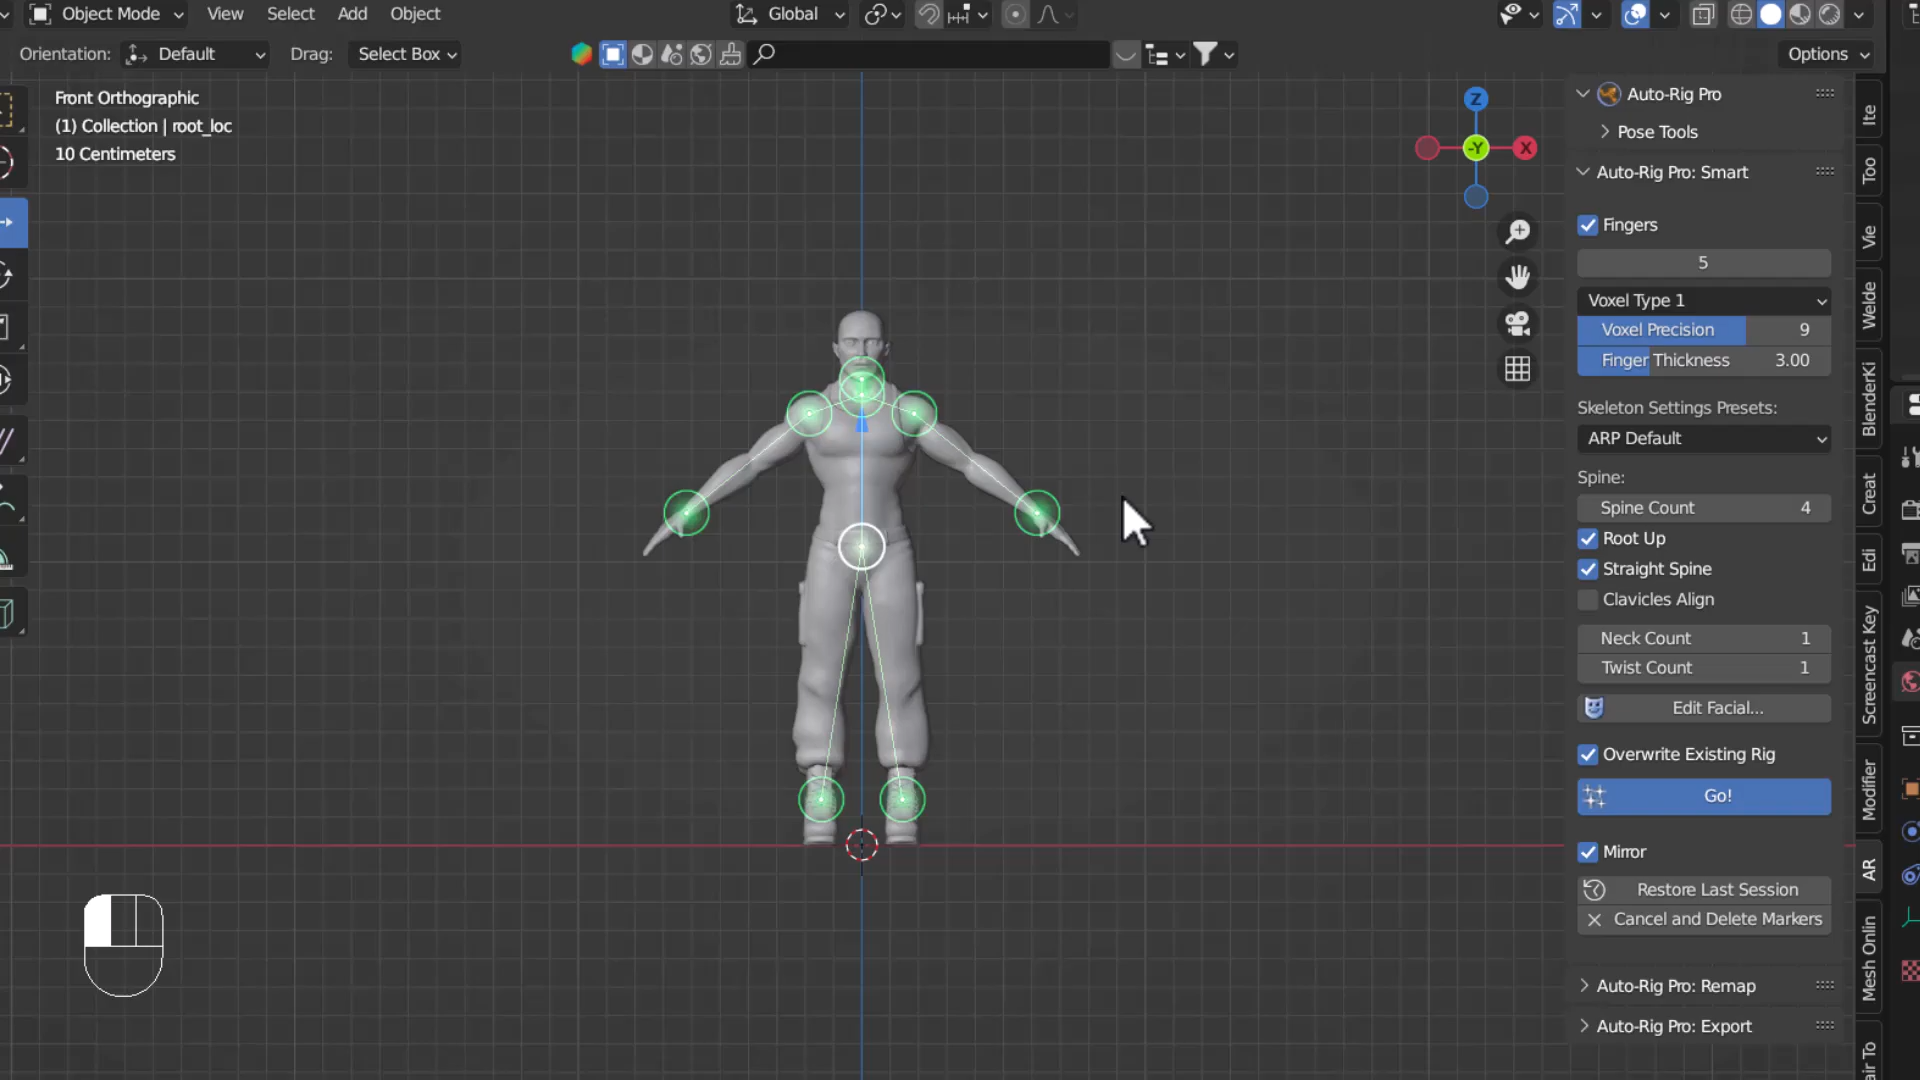 Object Mode View Select Add Object Global
Orientation: Default Drag: Select Box Options
Front Orthographic
(1) Collection | root_loc
10 Centimeters
Z
-Y
X
Auto-Rig Pro
Pose Tools
Auto-Rig Pro: Smart
Fingers
5
Voxel Type 1
Voxel Precision 9
Finger Thickness 3.00
Skeleton Settings Presets:
ARP Default
Spine:
Spine Count 4
Root Up
Straight Spine
Clavicles Align
Neck Count 1
Twist Count 1
Edit Facial...
Overwrite Existing Rig
Go!
Mirror
Restore Last Session
Cancel and Delete Markers
Auto-Rig Pro: Remap
Auto-Rig Pro: Export
Ite
Too
Vie
Welde
BlenderKi
Creat
Edi
Screencast Key
Modifier
AR
Mesh Onlin
air To